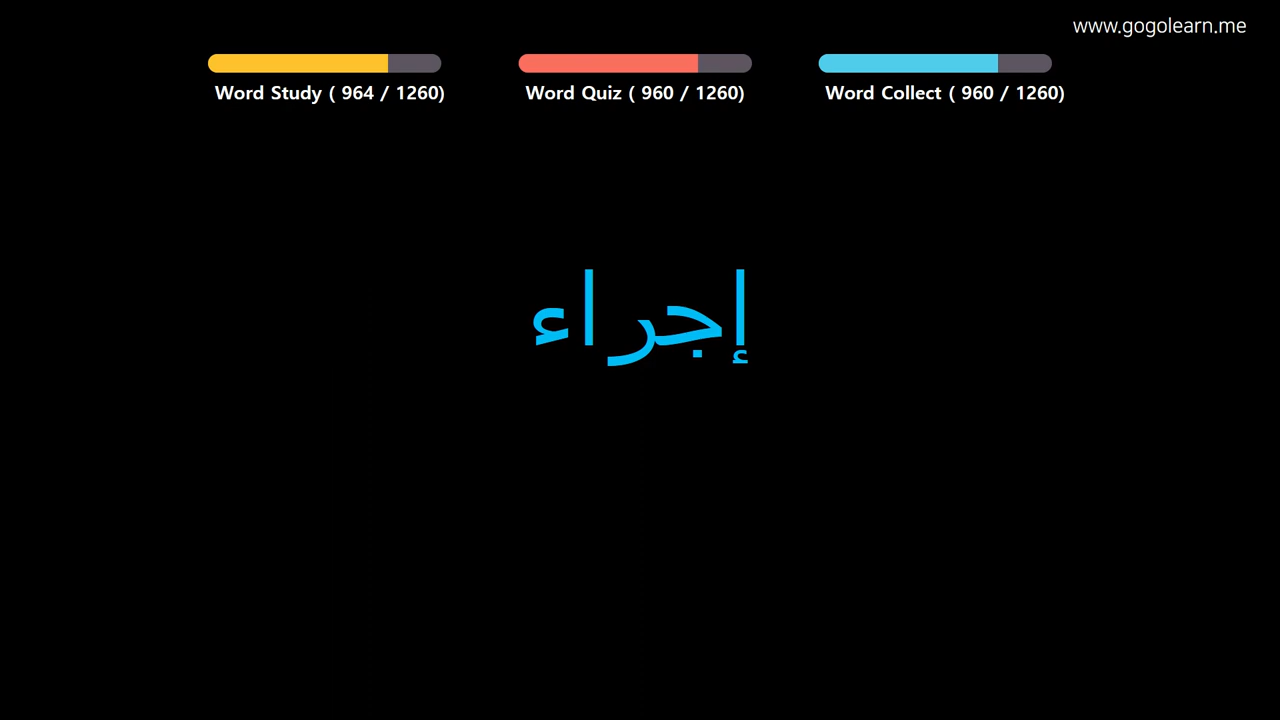 www.gogolearn.me
Word Study ( 964 / 1260)
Word Quiz ( 960 / 1260)
Word Collect ( 960 / 1260)
إجراء